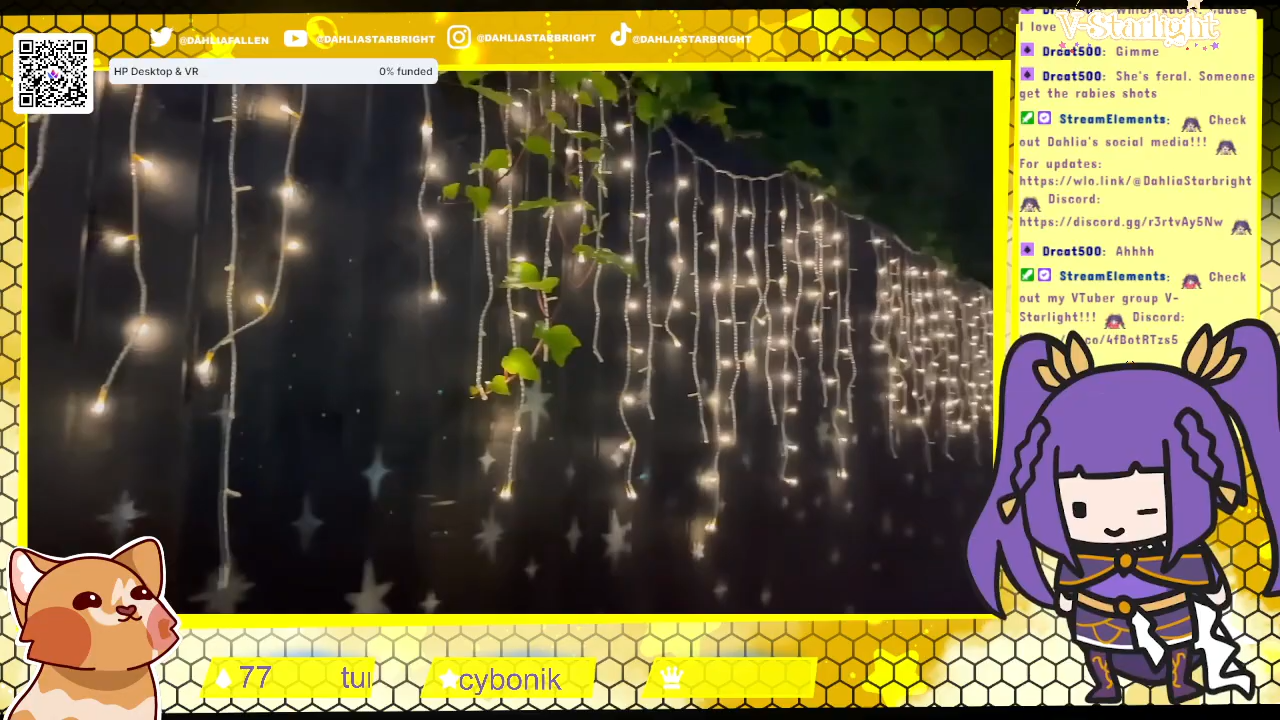 @DAHLIAFALLEN
@DAHLIASTARBRIGHT
@DAHLIASTARBRIGHT
@DAHLIASTARBRIGHT
HP Desktop & VR
0% funded
V-Starlight
I love
Drcat500: Gimme
Drcat500: She's feral. Someone
get the rabies shots
StreamElements: Check
out Dahlia's social media!!!
For updates:
https://wlo.link/@DahliaStarbright
Discord:
https://discord.gg/r3rtvAy5Nw
Drcat500: Ahhhh
StreamElements: Check
out my VTuber group V-
Starlight!!! Discord:
co/4fBotRTzs5
77
cybonik